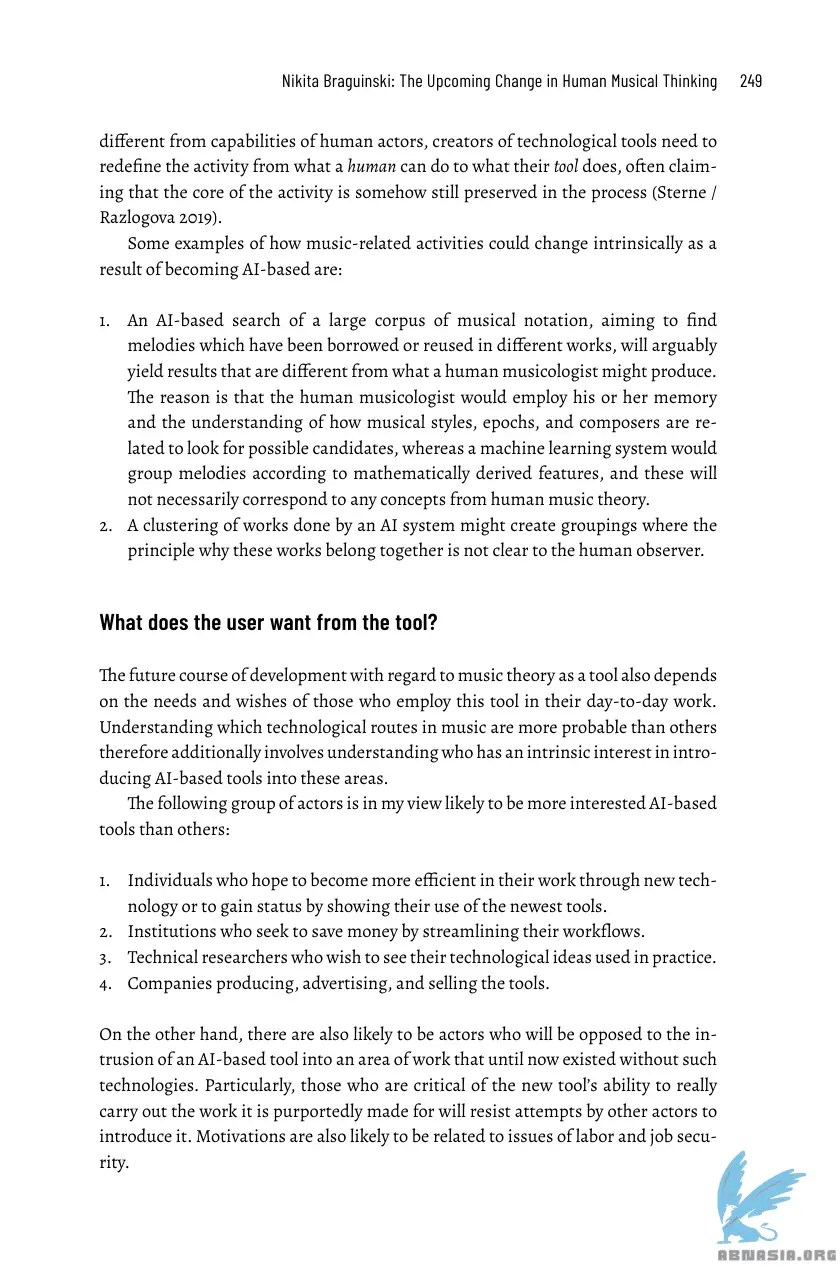 Nikita Braguinski: The Upcoming Change in Human Musical Thinking 249
different from capabilities of human actors, creators of technological tools need to
redefine the activity from what a human can do to what their tool does, often claim-
ing that the core of the activity is somehow still preserved in the process (Sterne /
Razlogova 2019).
Some examples of how music-related activities could change intrinsically as a
result of becoming AI-based are:
1. An AI-based search of a large corpus of musical notation, aiming to find
melodies which have been borrowed or reused in different works, will arguably
yield results that are different from what a human musicologist might produce.
The reason is that the human musicologist would employ his or her memory
and the understanding of how musical styles, epochs, and composers are re-
lated to look for possible candidates, whereas a machine learning system would
group melodies according to mathematically derived features, and these will
not necessarily correspond to any concepts from human music theory.
2. A clustering of works done by an AI system might create groupings where the
principle why these works belong together is not clear to the human observer.
What does the user want from the tool?
The future course of development with regard to music theory as a tool also depends
on the needs and wishes of those who employ this tool in their day-to-day work.
Understanding which technological routes in music are more probable than others
therefore additionally involves understanding who has an intrinsic interest in intro-
ducing AI-based tools into these areas.
The following group of actors is in my view likely to be more interested AI-based
tools than others:
1. Individuals who hope to become more efficient in their work through new tech-
nology or to gain status by showing their use of the newest tools.
2. Institutions who seek to save money by streamlining their workflows.
3. Technical researchers who wish to see their technological ideas used in practice.
4. Companies producing, advertising, and selling the tools.
On the other hand, there are also likely to be actors who will be opposed to the in-
trusion of an AI-based tool into an area of work that until now existed without such
technologies. Particularly, those who are critical of the new tool's ability to really
carry out the work it is purportedly made for will resist attempts by other actors to
introduce it. Motivations are also likely to be related to issues of labor and job secu-
rity.
ABNASIA.ORG